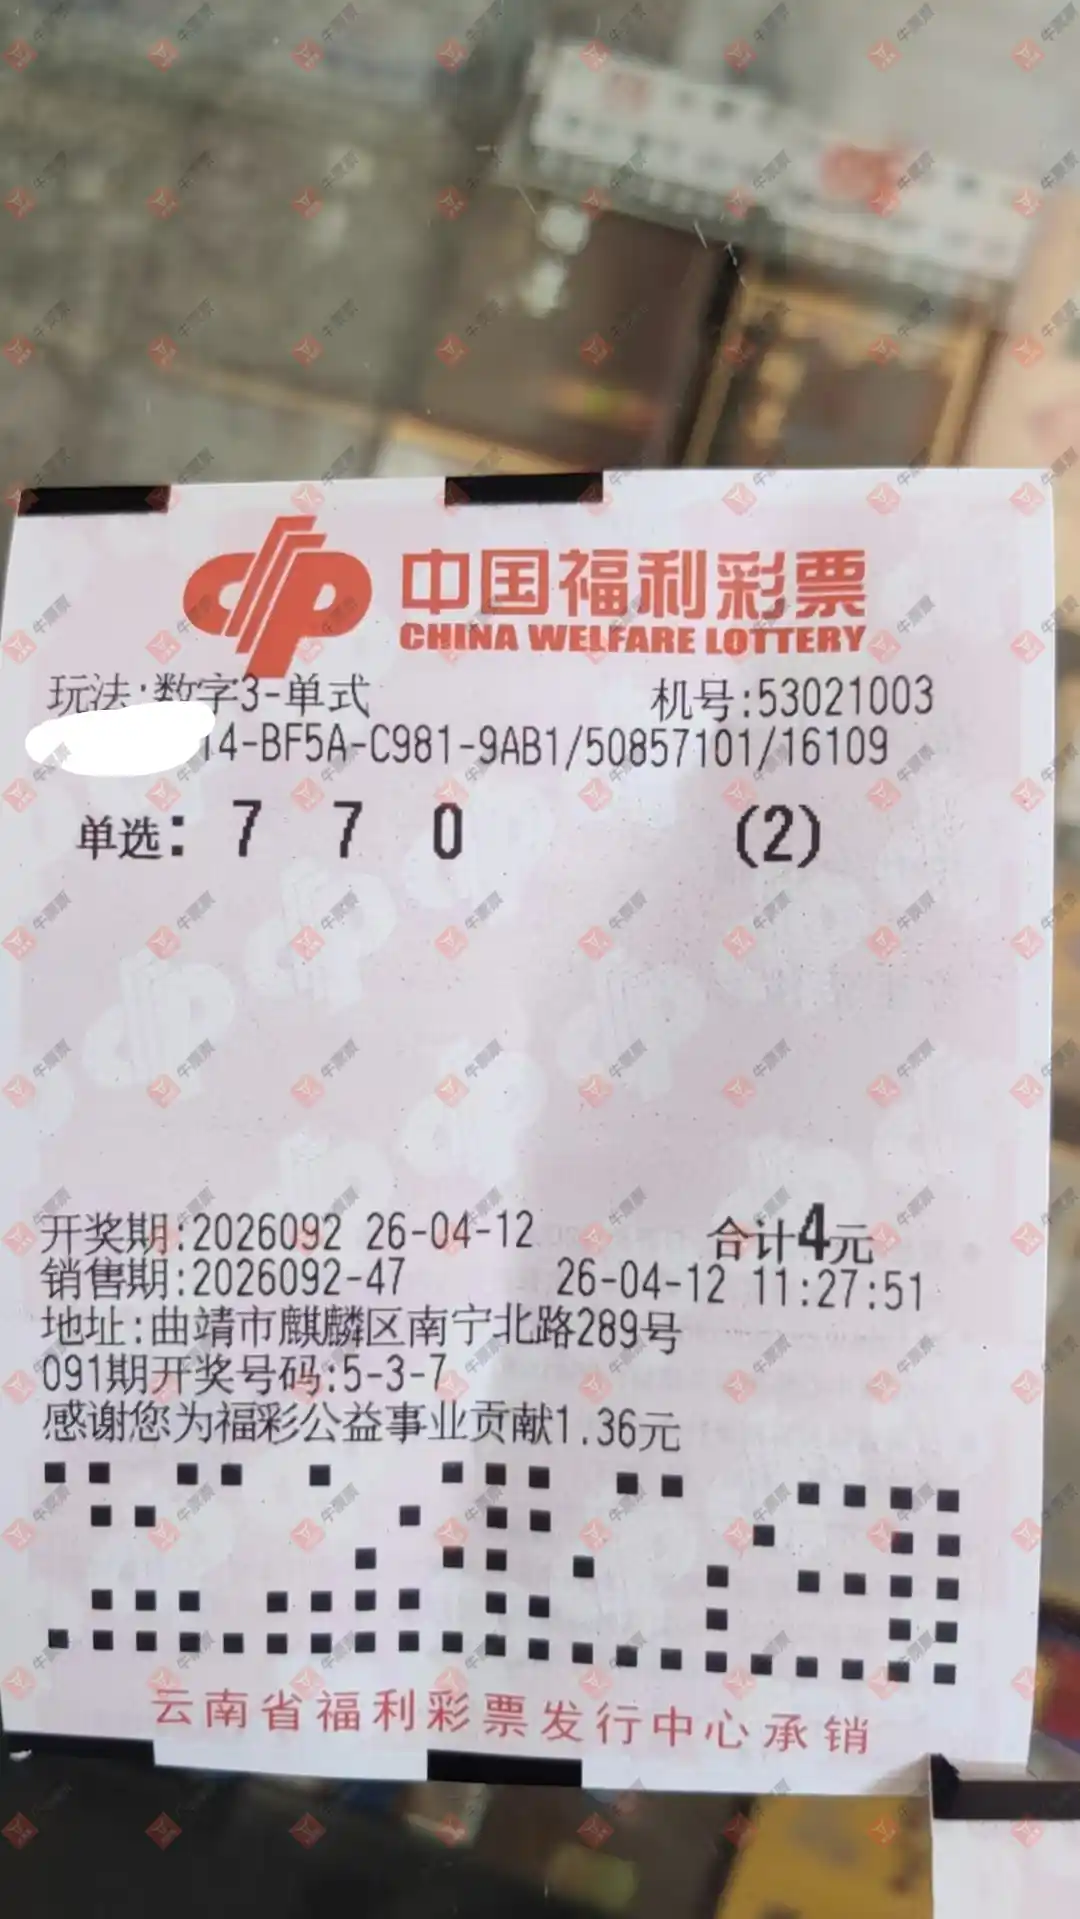 中国福利彩票
CHINA WELFARE LOTTERY
玩法:数字3-单式 机号:53021003
14-BF5A-C981-9AB1/50857101/16109
单选: 7 7 0 (2)
开奖期:2026092 26-04-12 合计4元
销售期:2026092-47 26-04-12 11:27:51
地址:曲靖市麒麟区南宁北路289号
091期开奖号码:5-3-7
感谢您为福彩公益事业贡献1.36元
云南省福利彩票发行中心承销
牛票票